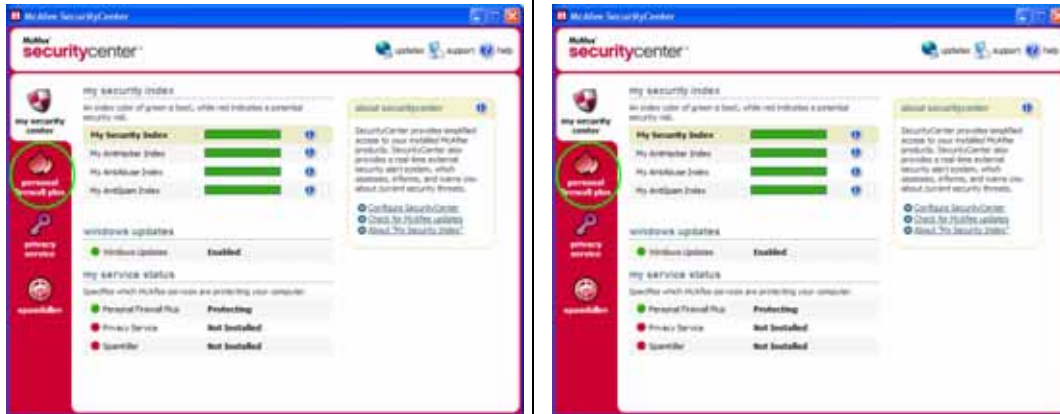 McAfee SecurityCenter
McAfee
securitycenter
updates support help
my security center
personal firewall plus
privacy service
spamkiller
my security index
An index color of green is best, while red indicates a potential
security risk.
My Security Index
My AntiHacker Index
My AntiAbuse Index
My AntiSpam Index
windows updates
Windows Updates Enabled
my service status
Specifies which McAfee services are protecting your computer.
Personal Firewall Plus Protecting
Privacy Service Not Installed
SpamKiller Not Installed
about securitycenter
SecurityCenter provides simplified
access to your installed McAfee
products. SecurityCenter also
provides a real-time external
security alert system, which
assesses, informs, and warns you
about current security threats.
Configure SecurityCenter
Check for McAfee updates
About "My Security Index"
McAfee SecurityCenter
McAfee
securitycenter
updates support help
my security center
personal firewall plus
privacy service
spamkiller
my security index
An index color of green is best, while red indicates a potential
security risk.
My Security Index
My AntiHacker Index
My AntiAbuse Index
My AntiSpam Index
windows updates
Windows Updates Enabled
my service status
Specifies which McAfee services are protecting your computer.
Personal Firewall Plus Protecting
Privacy Service Not Installed
SpamKiller Not Installed
about securitycenter
SecurityCenter provides simplified
access to your installed McAfee
products. SecurityCenter also
provides a real-time external
security alert system, which
assesses, informs, and warns you
about current security threats.
Configure SecurityCenter
Check for McAfee updates
About "My Security Index"